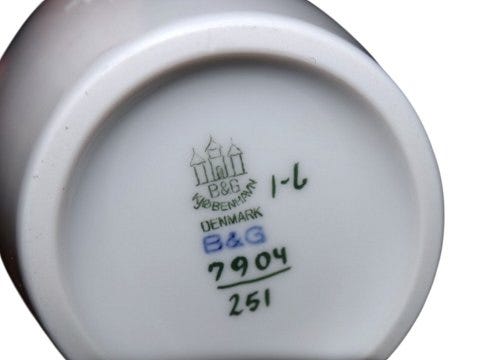 B&G
KJØBENHAVN
1-6
DENMARK
B&G
7904
251